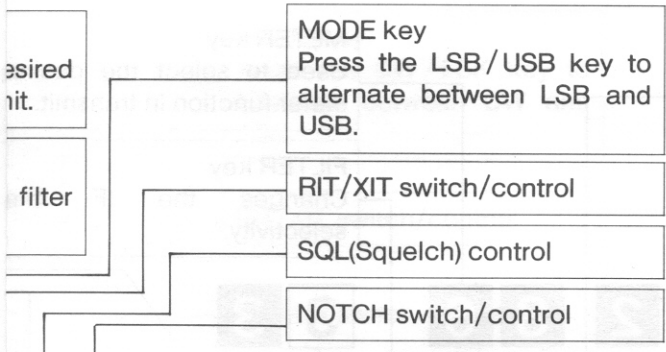 esired
nit.
filter
MODE key
Press the LSB/USB key to
alternate between LSB and
USB.
RIT/XIT switch/control
SQL(Squelch) control
NOTCH switch/control